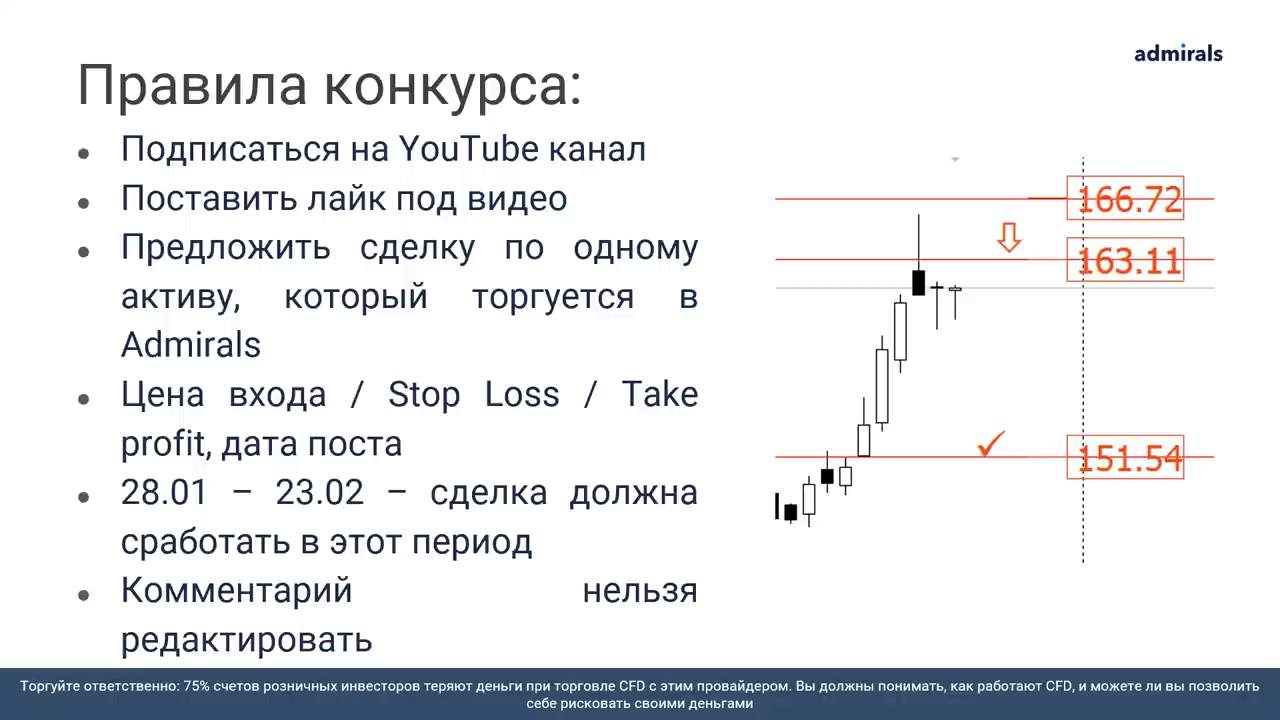 admirals
Правила конкурса:
Подписаться на YouTube канал
Поставить лайк под видео
Предложить сделку по одному
активу, который торгуется в
Admirals
Цена входа / Stop Loss / Take
profit, дата поста
28.01 – 23.02 – сделка должна
сработать в этот период
Комментарий нельзя
редактировать
166.72
163.11
151.54
Торгуйте ответственно: 75% счетов розничных инвесторов теряют деньги при торговле CFD с этим провайдером. Вы должны понимать, как работают CFD, и можете ли вы позволить
себе рисковать своими деньгами